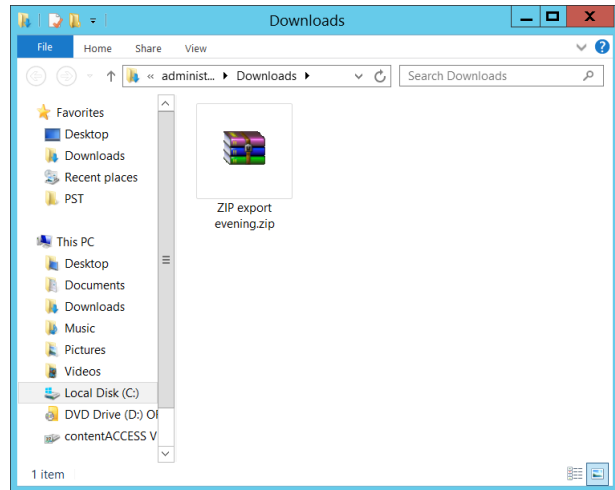 Downloads
File Home Share View
« administ... Downloads
Search Downloads
Favorites
Desktop
Downloads
Recent places
PST
This PC
Desktop
Documents
Downloads
Music
Pictures
Videos
Local Disk (C:)
DVD Drive (D:) OF
contentACCESS V
ZIP export
evening.zip
1 item